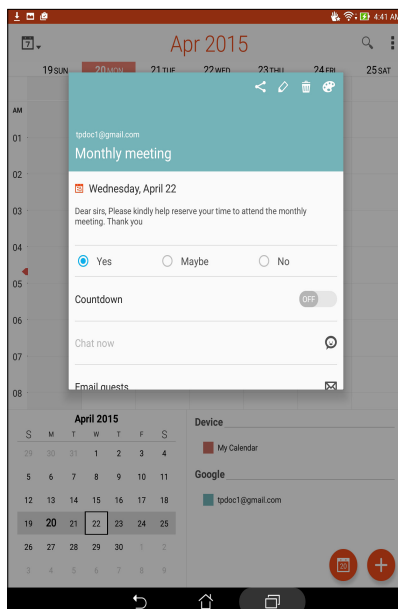 4:41 AM
7
Apr 2015
19 SUN 20 MON 21 TUE 22 WED 23 THU 24 FRI 25 SAT
AM
01
02
03
04
05
06
07
08
tpdoc1@gmail.com
Monthly meeting
Wednesday, April 22
Dear sirs, Please kindly help reserve your time to attend the monthly
meeting. Thank you
Yes Maybe No
Countdown OFF
Chat now
Email guests
April 2015
S M T W T F S
29 30 31 1 2 3 4
5 6 7 8 9 10 11
12 13 14 15 16 17 18
19 20 21 22 23 24 25
26 27 28 29 30 1 2
3 4 5 6 7 8 9
Device
My Calendar
Google
tpdoc1@gmail.com
20